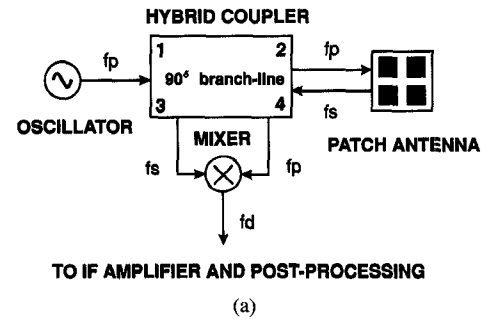 HYBRID COUPLER
1 2
fp fp
90° branch-line
3 4
fs
OSCILLATOR
MIXER
PATCH ANTENNA
fs fp
fd
TO IF AMPLIFIER AND POST-PROCESSING
(a)